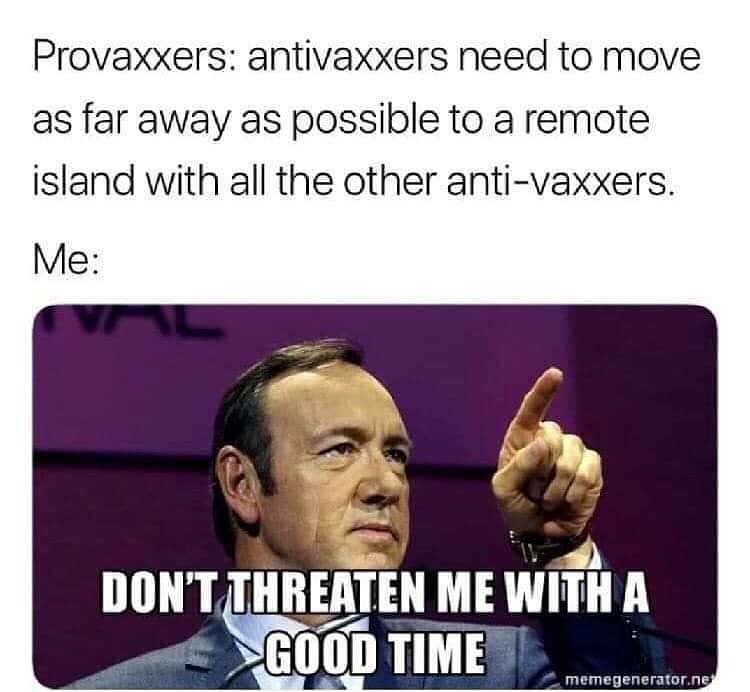 Provaxxers: antivaxxers need to move
as far away as possible to a remote
island with all the other anti-vaxxers.
Me:
VAL
DON'T THREATEN ME WITH A
GOOD TIME
memegenerator.net